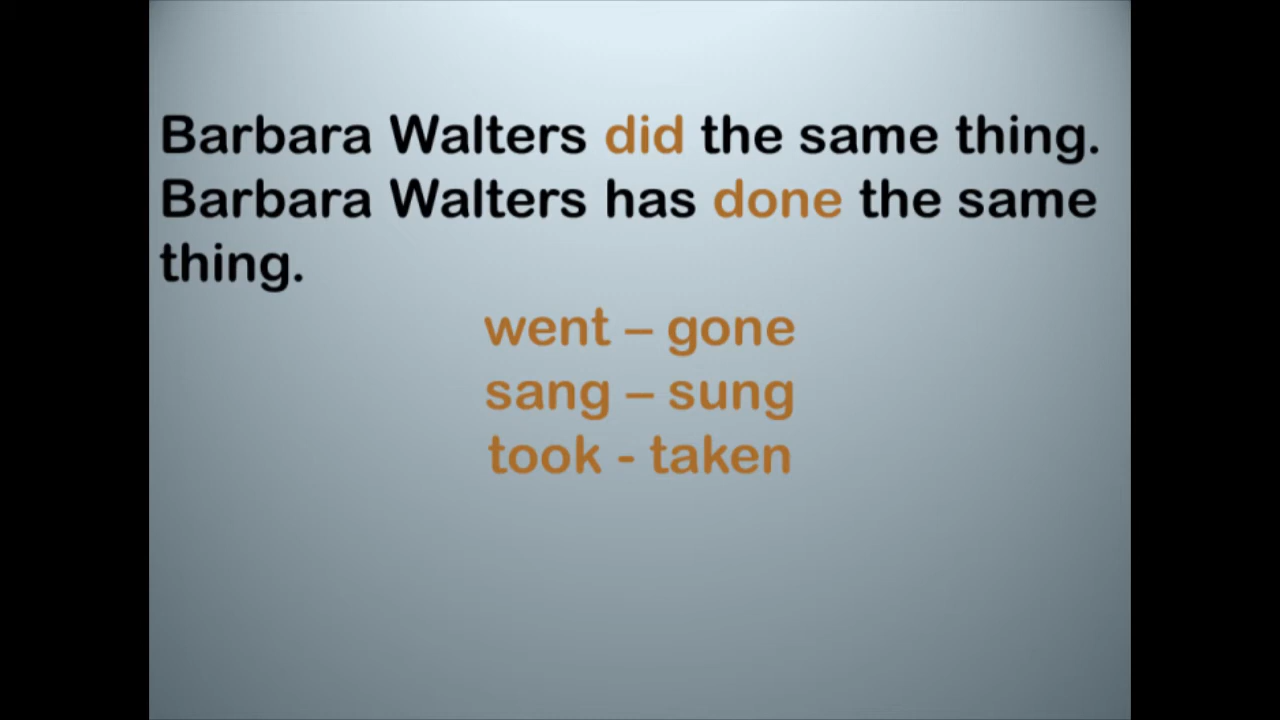 Barbara Walters did the same thing.
Barbara Walters has done the same
thing.
went – gone
sang – sung
took - taken